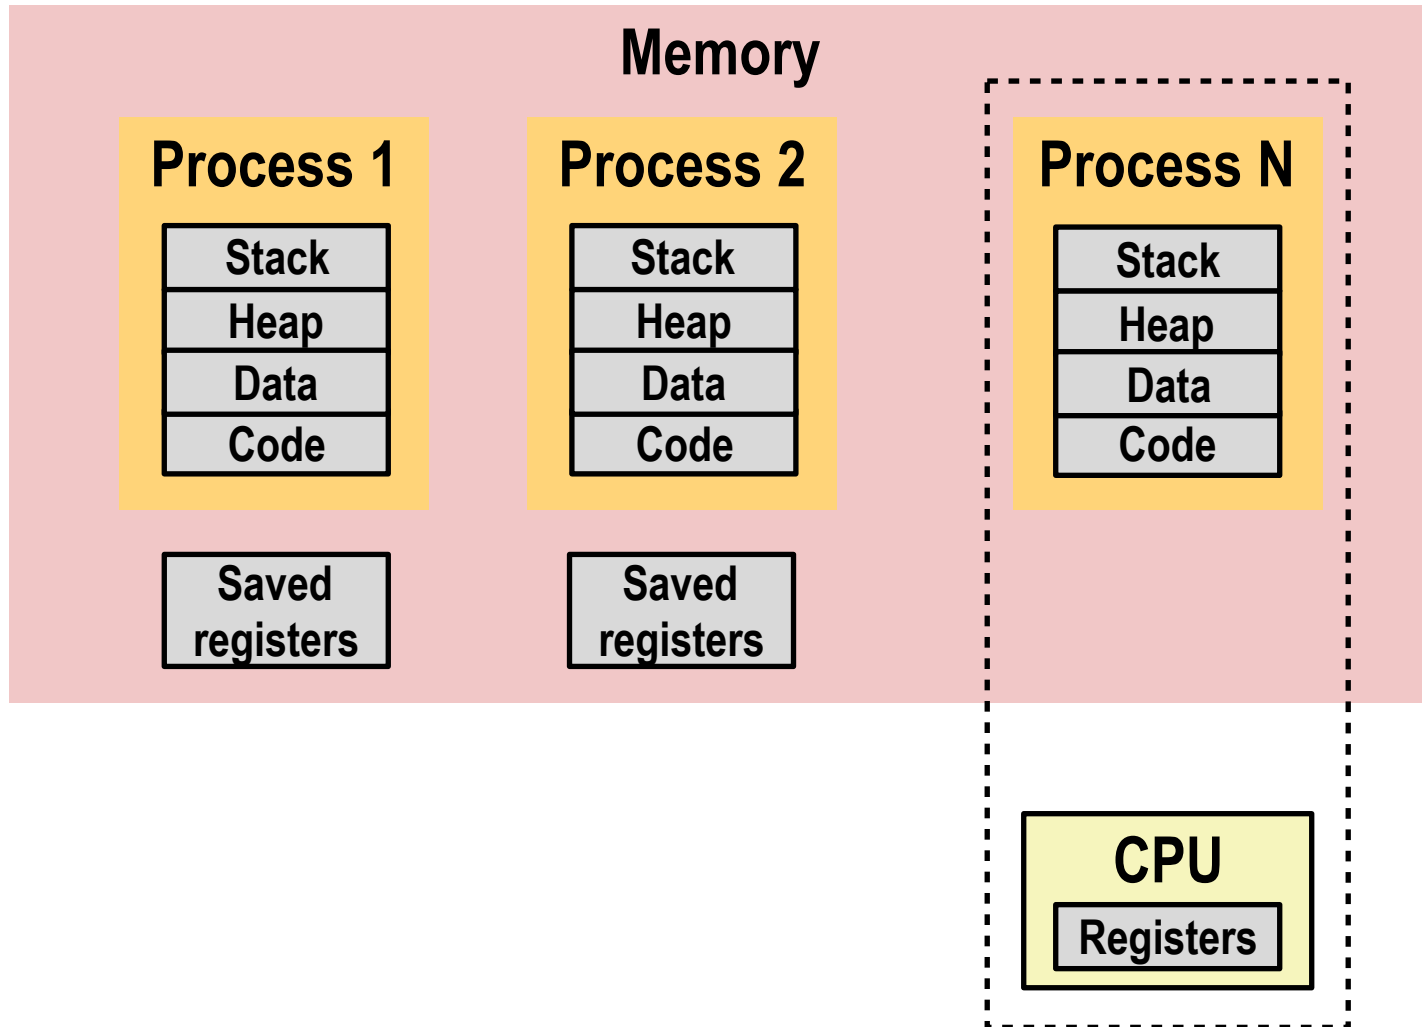 Memory
Process 1
Stack
Heap
Data
Code
Saved
registers
Process 2
Stack
Heap
Data
Code
Saved
registers
Process N
Stack
Heap
Data
Code
CPU
Registers